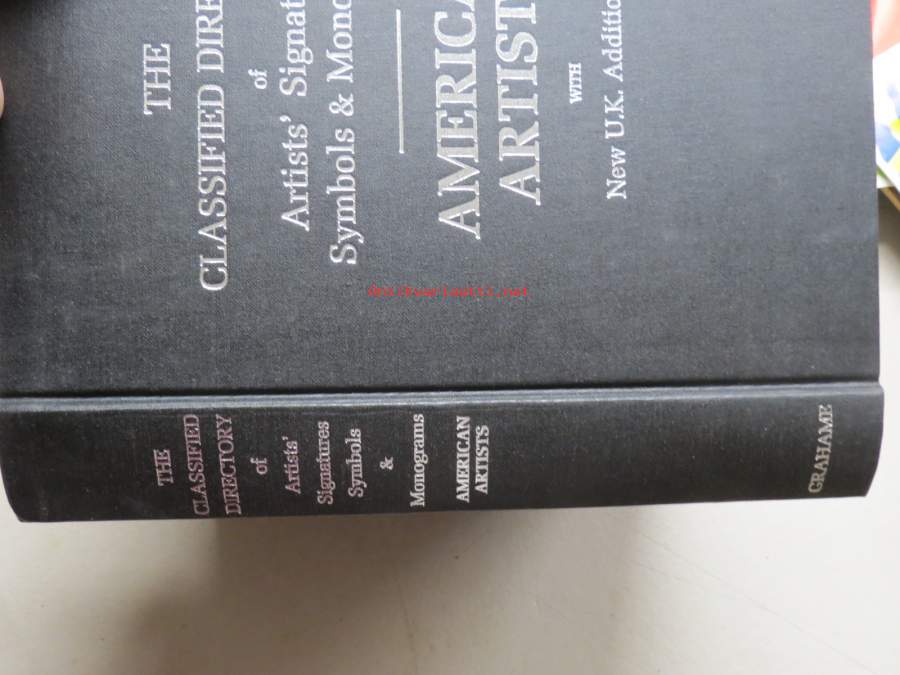 THE
CLASSIFIED DIRE
of
Artists' Signat
Symbols & Mono
AMERICA
ARTIST
WITH
New U.K. Additio
THE
CLASSIFIED
DIRECTORY
of
Artists'
Signatures
Symbols
&
Monograms
AMERICAN
ARTISTS
GRAHAME